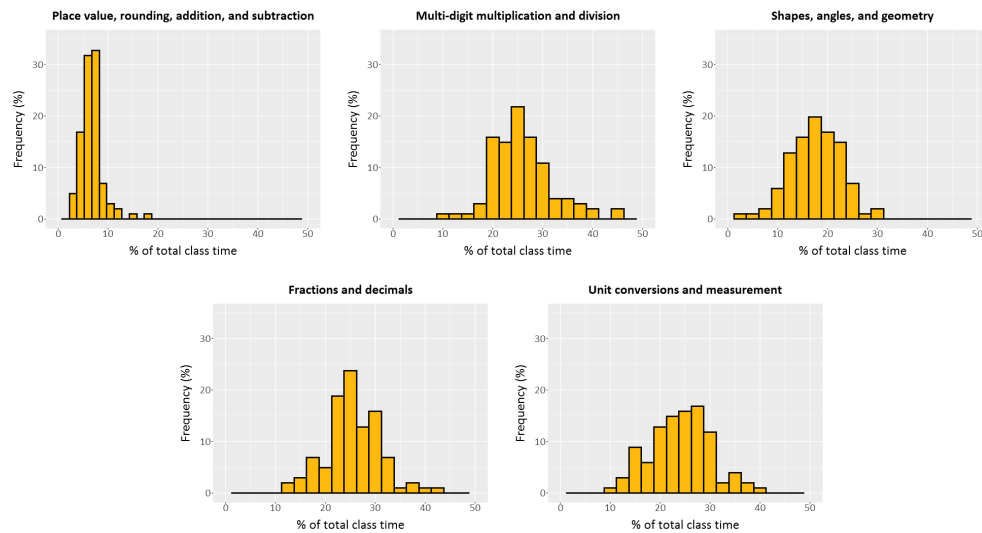 Place value, rounding, addition, and subtraction
Frequency (%)
30
20
10
0
0 10 20 30 40 50
% of total class time
Multi-digit multiplication and division
Frequency (%)
30
20
10
0
0 10 20 30 40 50
% of total class time
Shapes, angles, and geometry
Frequency (%)
30
20
10
0
0 10 20 30 40 50
% of total class time
Fractions and decimals
Frequency (%)
30
20
10
0
0 10 20 30 40 50
% of total class time
Unit conversions and measurement
Frequency (%)
30
20
10
0
0 10 20 30 40 50
% of total class time